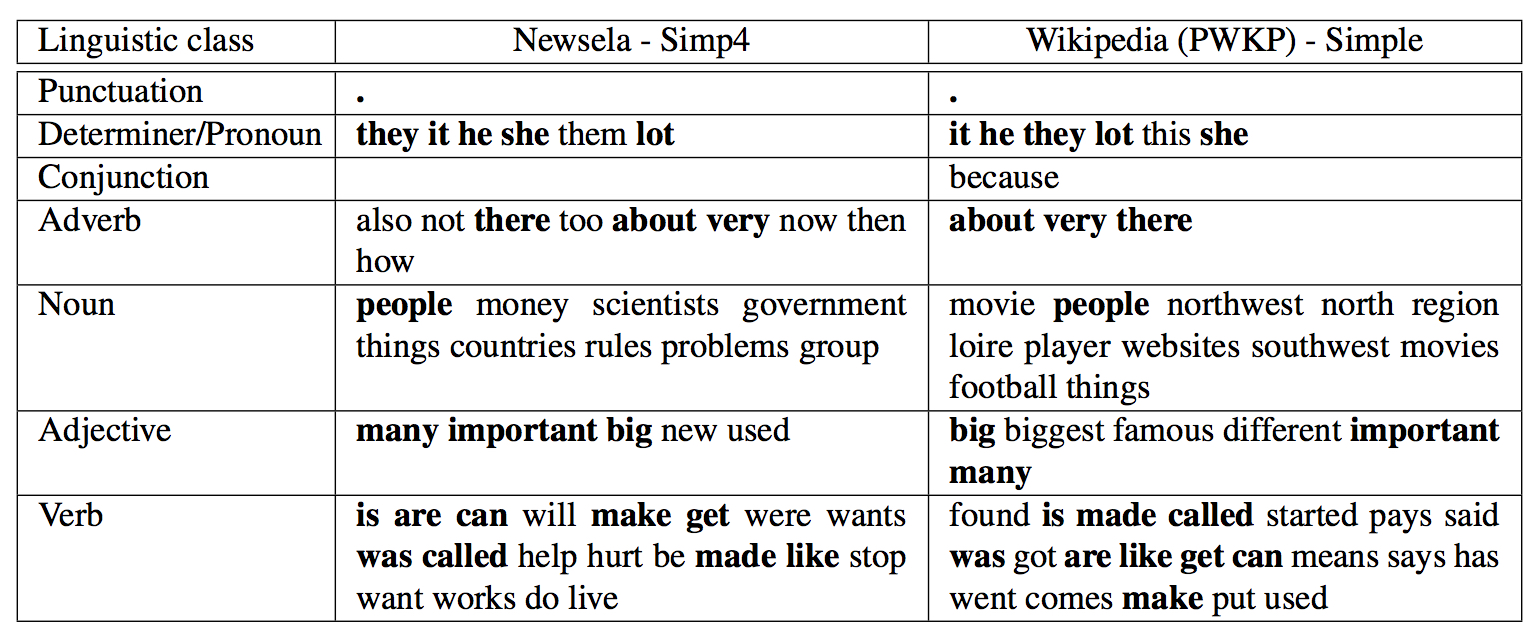 Linguistic class Newsela - Simp4 Wikipedia (PWKP) - Simple
Punctuation . .
Determiner/Pronoun they it he she them lot it he they lot this she
Conjunction because
Adverb also not there too about very now then about very there
how
Noun people money scientists government movie people northwest north region
things countries rules problems group loire player websites southwest movies
football things
Adjective many important big new used big biggest famous different important
many
Verb is are can will make get were wants found is made called started pays said
was called help hurt be made like stop was got are like get can means says has
want works do live went comes make put used